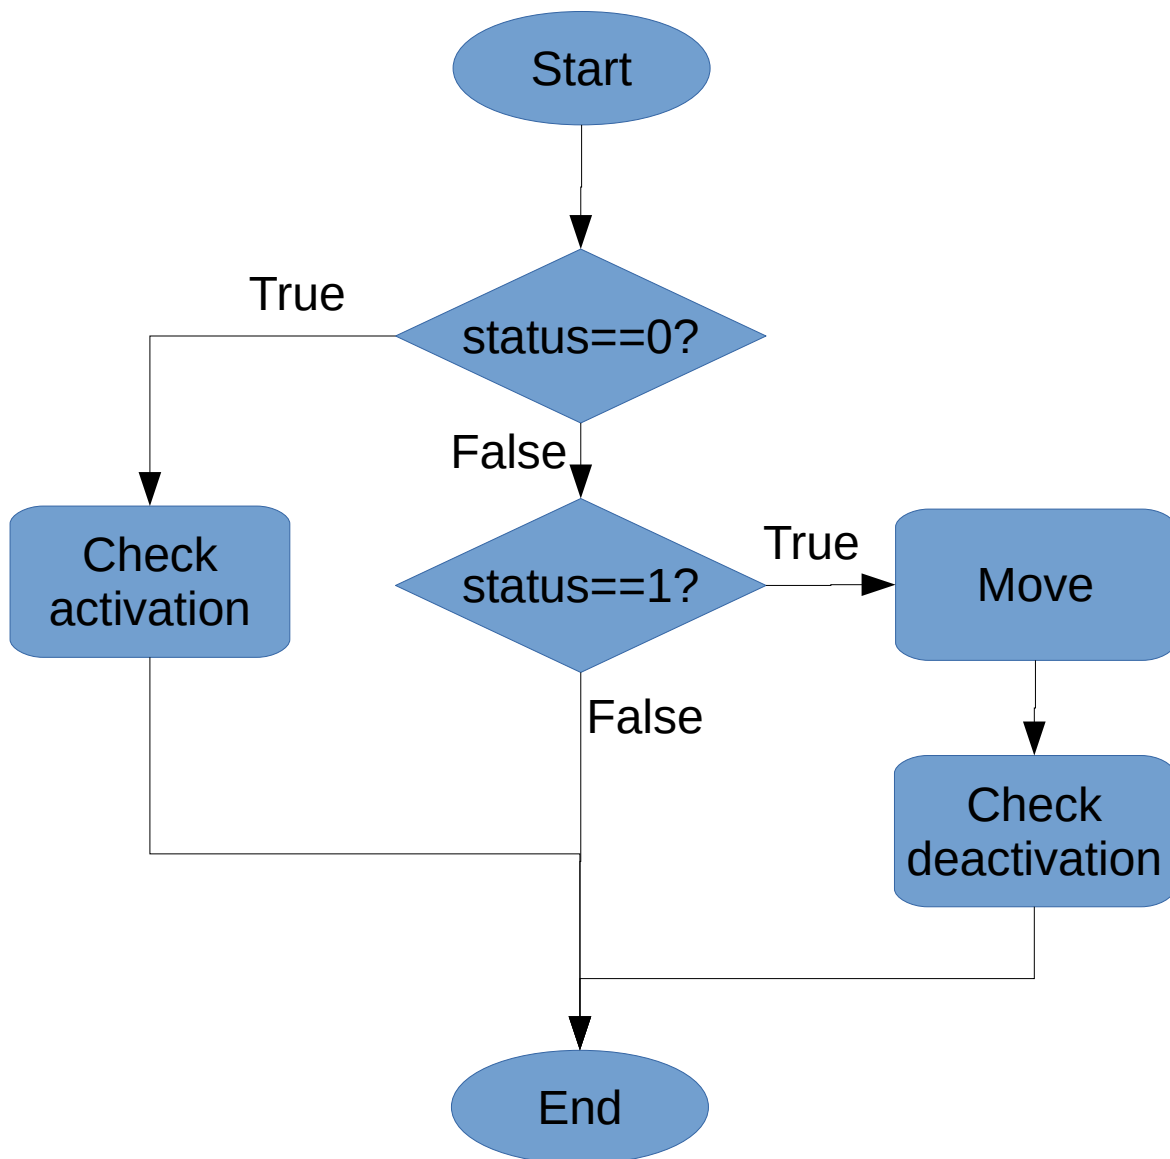 Start
True
status==0?
False
Check
activation
status==1?
True
Move
False
Check
deactivation
End